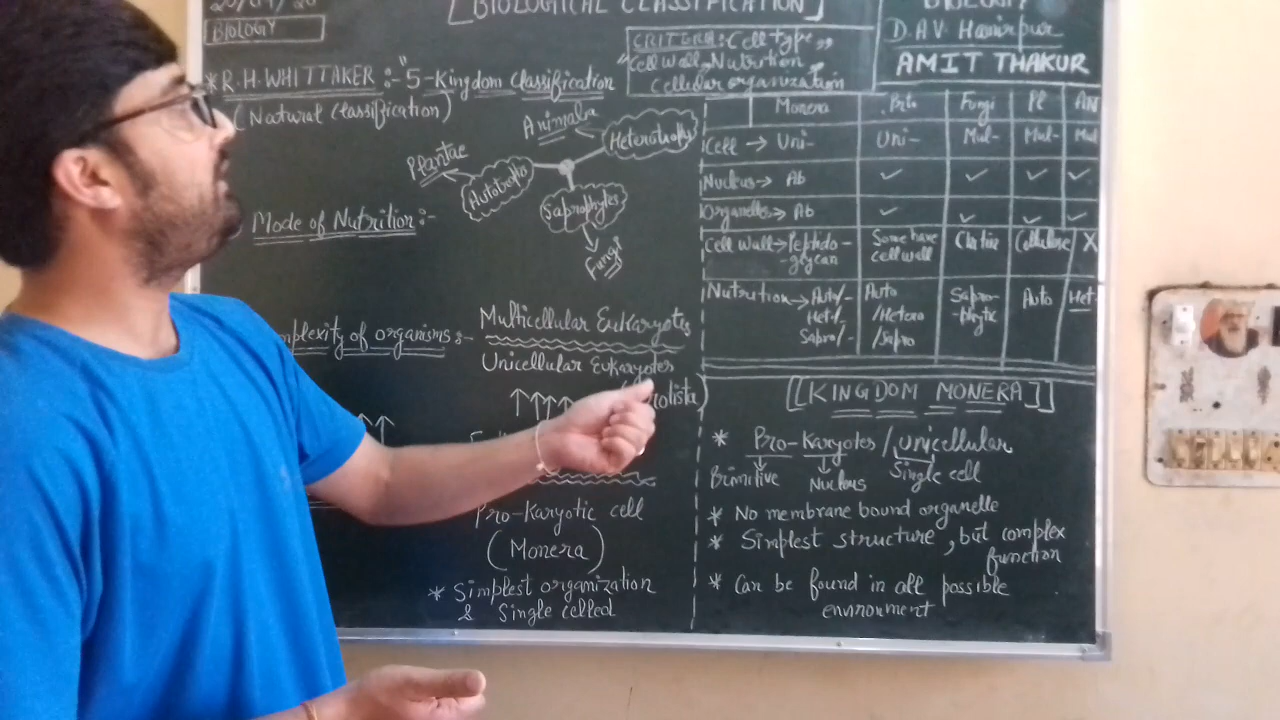 [BIOLOGICAL CLASSIFICATION]
BIOLOGY
BIOLOGY
D.A.V. Hamirpur
AMIT THAKUR
CRITERIA:- Cell type,
Cell wall, Nutrition
Cellular organization
* R.H. WHITTAKER :- "5-Kingdom Classification"
(Natural Classification)
Animalia
Heterotrophs
Plantae
Autotrophs
Saprophytes
Fungi
Mode of Nutrition :-
mplexity of organisms :-
Multicellular Eukaryotes
Unicellular Eukaryotes
Pro-Karyotic cell
(Monera)
* Simplest organization
& Single celled
Monera Fungi Pl AN
Cell → Uni- Uni- Mul- Mul- Mul
Nucleus → Ab ✓ ✓ ✓ ✓
Organelles → Ab ✓ ✓ ✓ ✓
Cell Wall → Peptido- Some have Chitin Cellulose X
-glycan cell wall
Nutrition → Auto/- Auto Sapro- Auto Het-
Het-/- /Hetero -phytic
Sapro/- /Sapro
[[KINGDOM MONERA]]
* Pro-Karyotes / Unicellular
Primitive Nucleus Single cell
* No membrane bound organelle
* Simplest structure, but complex
function
* Can be found in all possible
environment